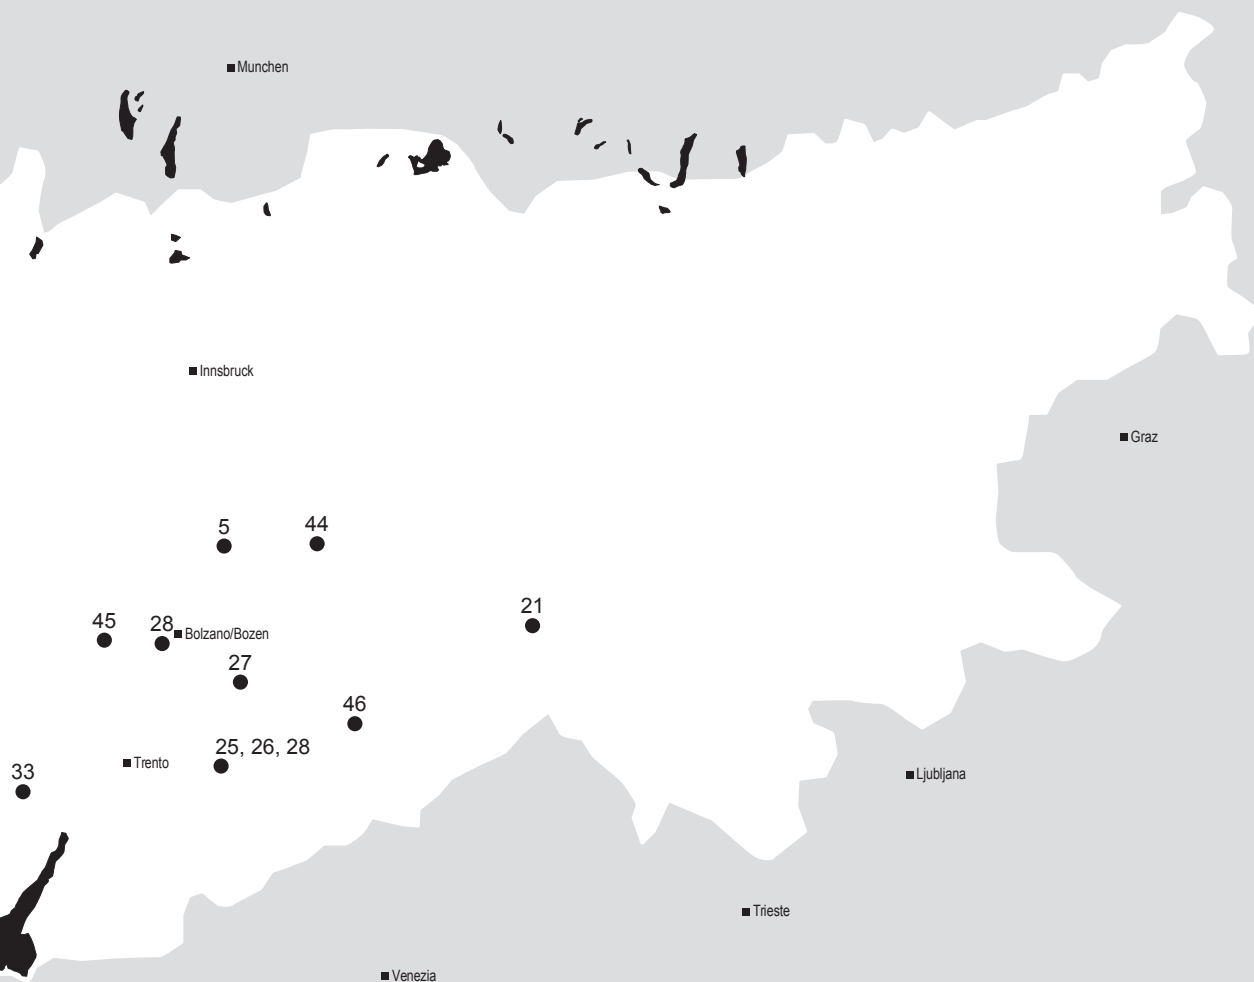 Munchen
Innsbruck
Graz
5
44
45
28
Bolzano/Bozen
21
27
46
25, 26, 28
Trento
33
Ljubljana
Trieste
Venezia